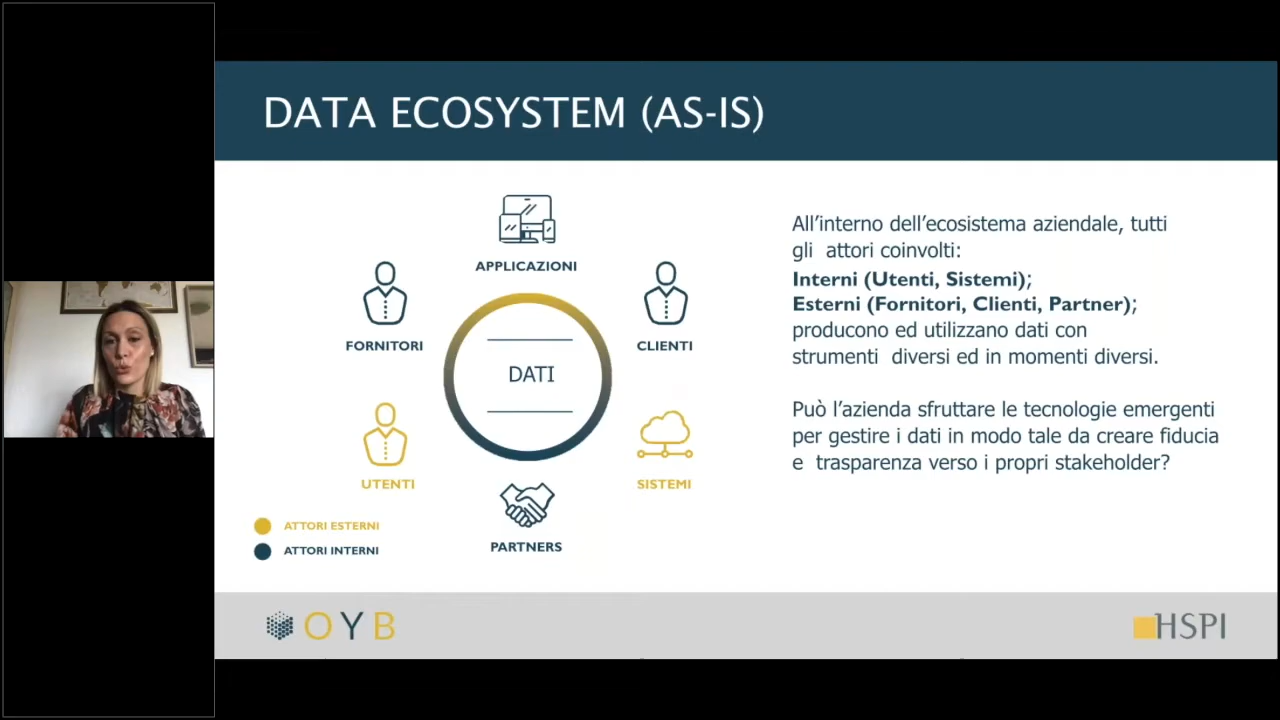 DATA ECOSYSTEM (AS-IS)
APPLICAZIONI
FORNITORI
CLIENTI
DATI
UTENTI
SISTEMI
PARTNERS
ATTORI ESTERNI
ATTORI INTERNI
All'interno dell'ecosistema aziendale, tutti
gli attori coinvolti:
Interni (Utenti, Sistemi);
Esterni (Fornitori, Clienti, Partner);
producono ed utilizzano dati con
strumenti diversi ed in momenti diversi.
Può l'azienda sfruttare le tecnologie emergenti
per gestire i dati in modo tale da creare fiducia
e trasparenza verso i propri stakeholder?
OYB
HSPI